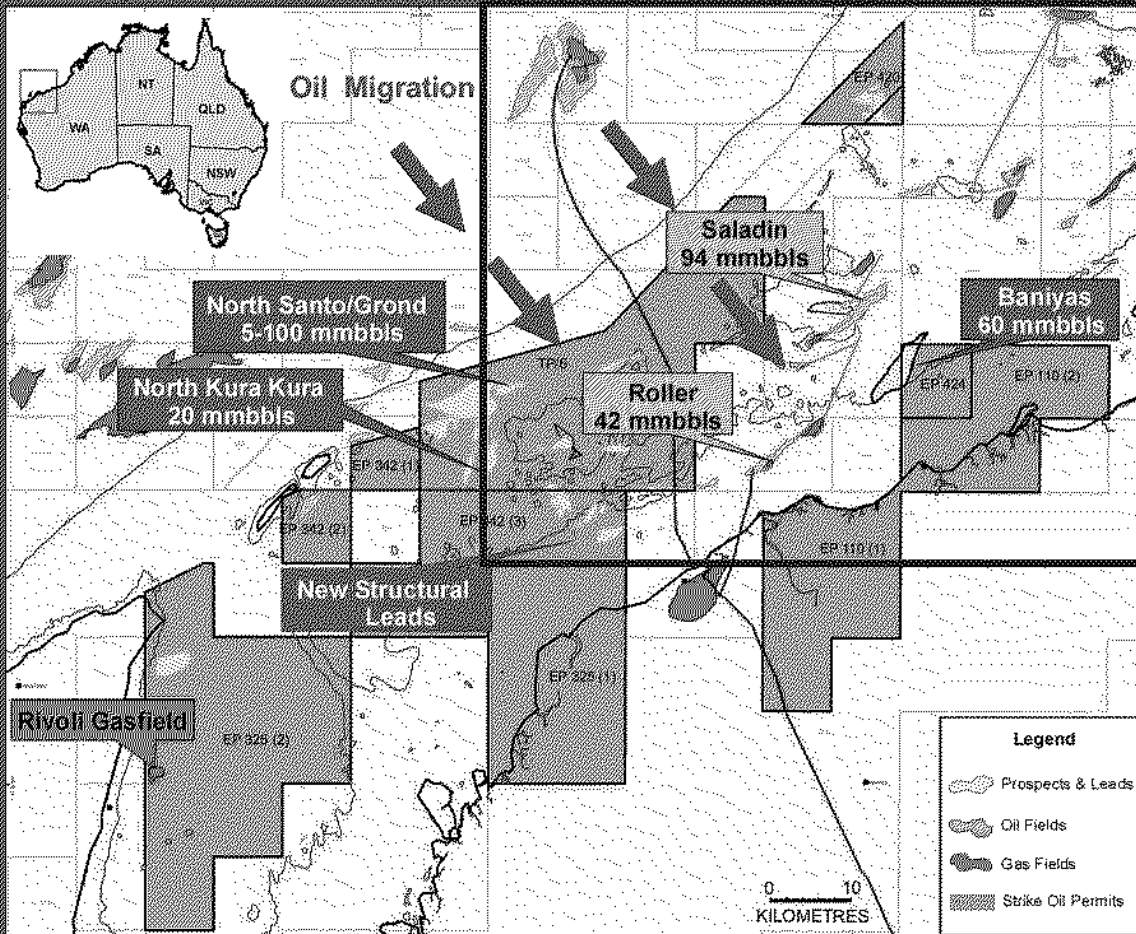 NT
QLD
WA
SA
NSW
Oil Migration
EP 420
Saladin
94 mmbbls
North Santo/Grond
5-100 mmbbls
Baniyas
60 mmbbls
TP/6
North Kura Kura
20 mmbbls
Roller
42 mmbbls
EP 424
EP 110 (2)
EP 342 (1)
EP 342 (2)
EP 342 (3)
EP 110 (1)
New Structural
Leads
EP 325 (1)
Rivoli Gasfield
EP 325 (2)
Legend
Prospects & Leads
Oil Fields
Gas Fields
Strike Oil Permits
0 10
KILOMETRES